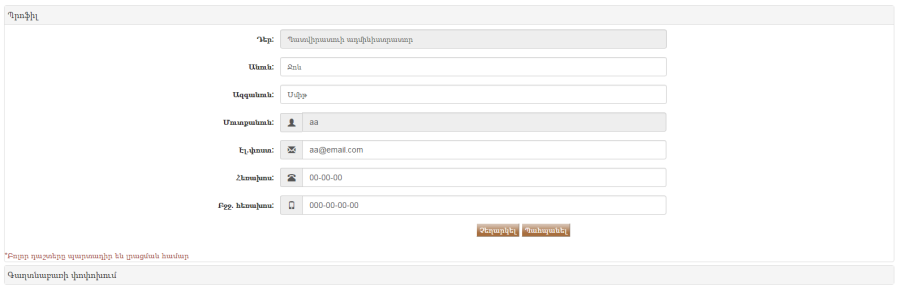 Պրոֆիլ
Դեր: Պատվիրատուի ադմինիստրատոր
Անուն: Ջոն
Ազգանուն: Սմիթ
Մուտքանուն: aa
Էլ.փոստ: aa@email.com
Հեռախոս: 00-00-00
Բջջ. հեռախոս: 000-00-00-00
Չեղարկել Պահպանել
*Բոլոր դաշտերը պարտադիր են լրացման համար
Գաղտնաբառի փոփոխում